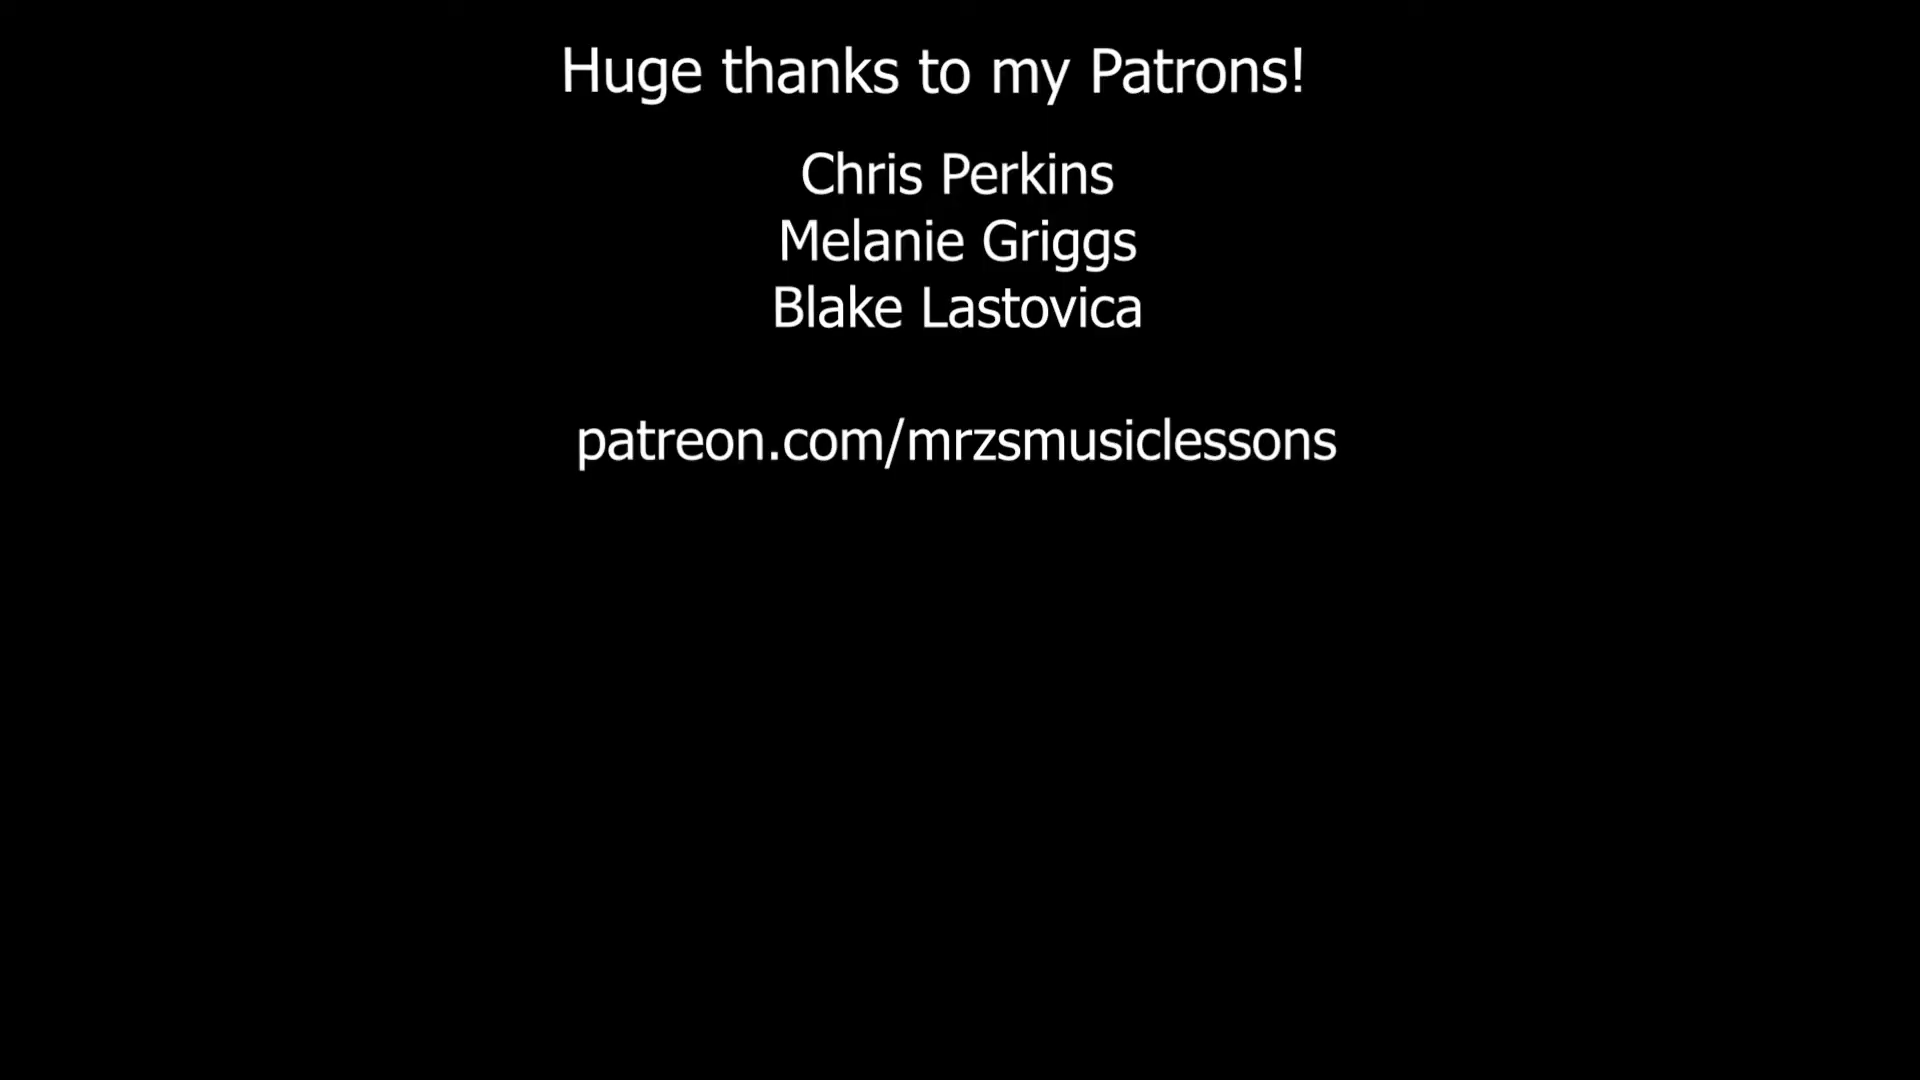 Huge thanks to my Patrons!
Chris Perkins
Melanie Griggs
Blake Lastovica
patreon.com/mrzsmusiclessons